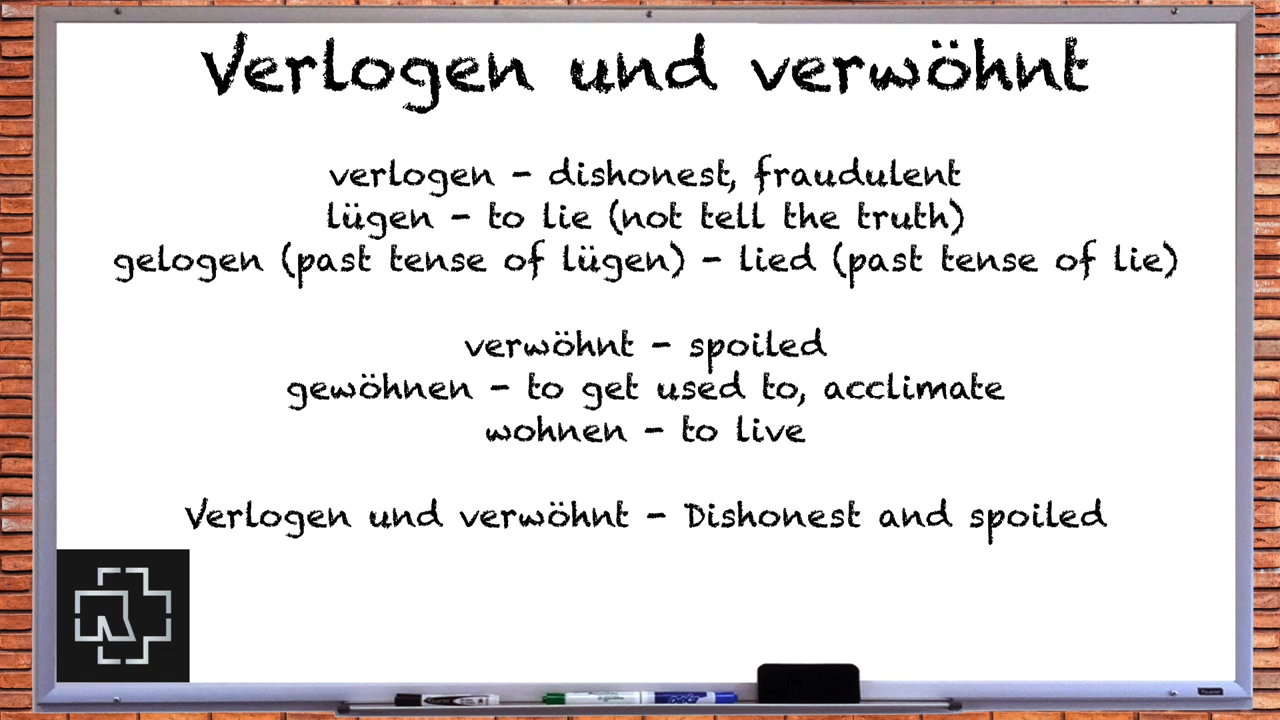 Verlogen und verwöhnt
verlogen - dishonest, fraudulent
lügen - to lie (not tell the truth)
gelogen (past tense of lügen) - lied (past tense of lie)
verwöhnt - spoiled
gewöhnen - to get used to, acclimate
wohnen - to live
Verlogen und verwöhnt - Dishonest and spoiled